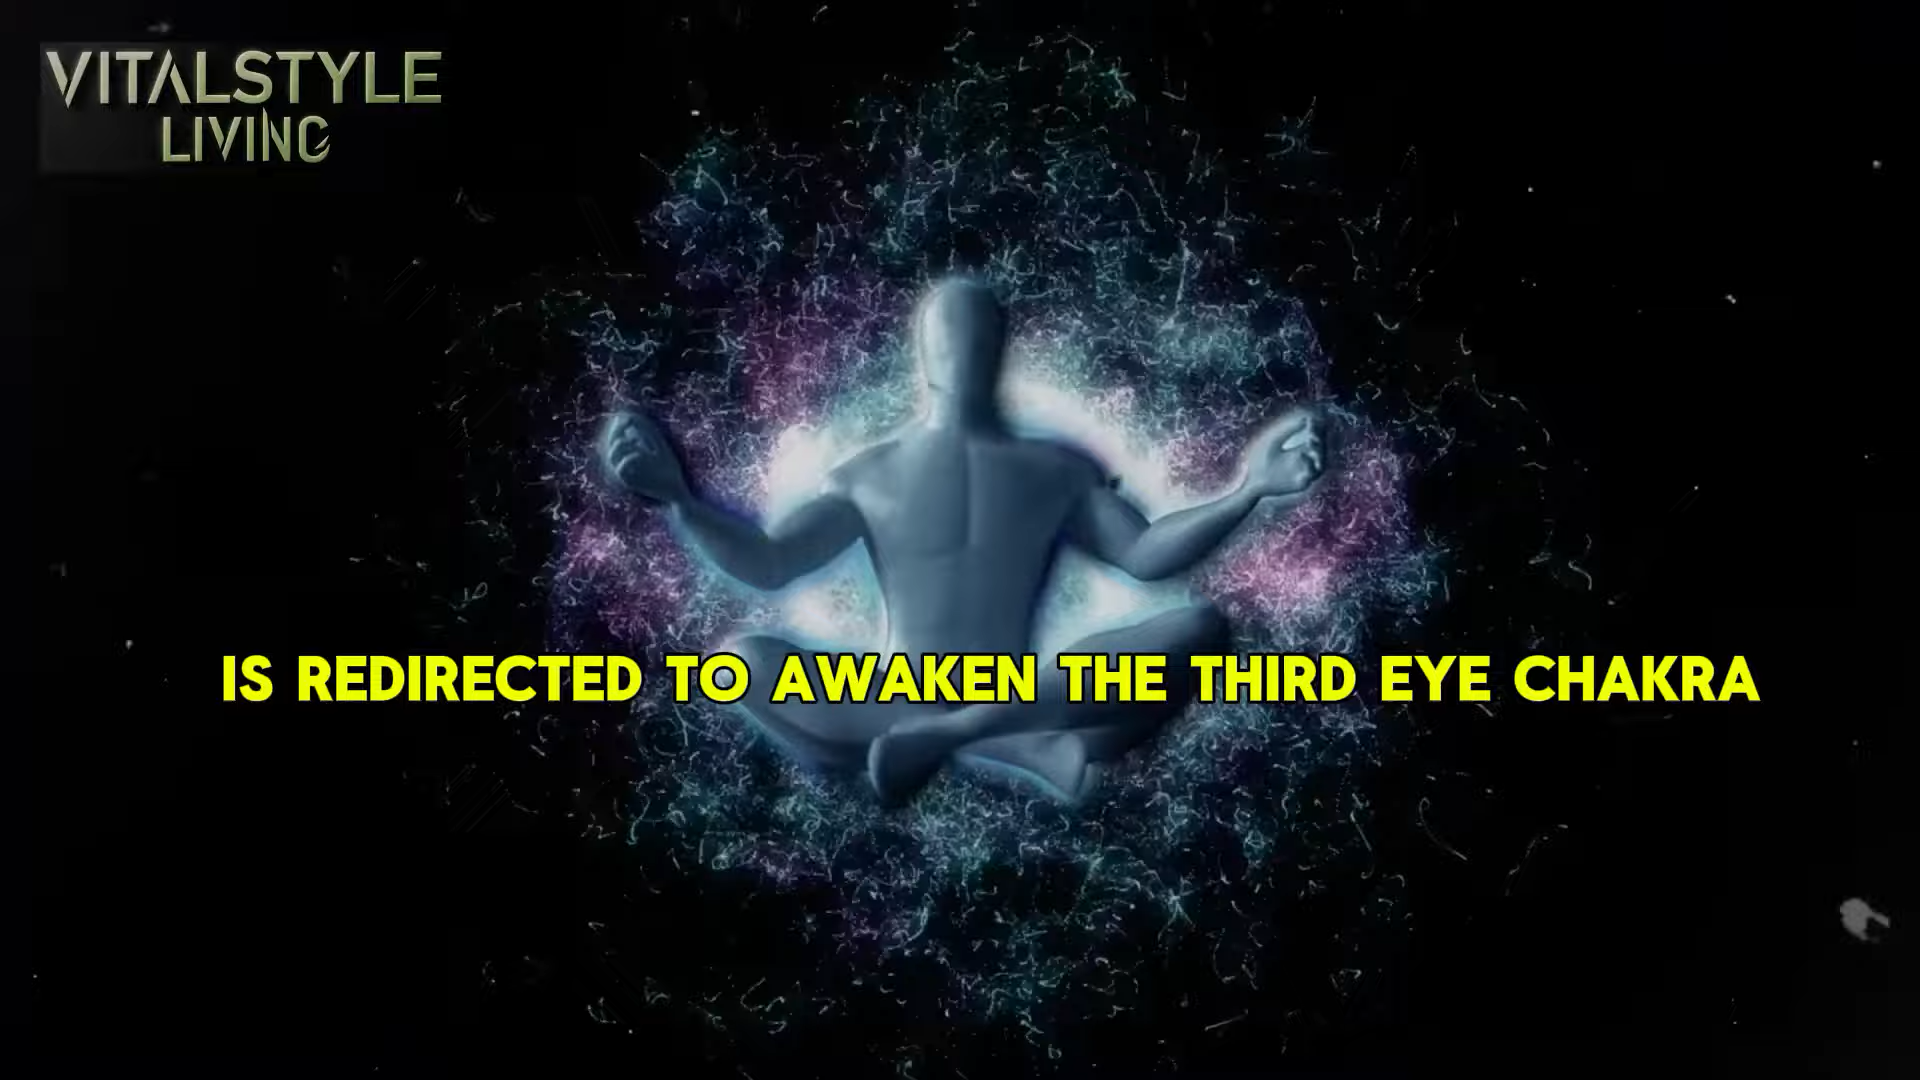 VITALSTYLE
LIVING
IS REDIRECTED TO AWAKEN THE THIRD EYE CHAKRA